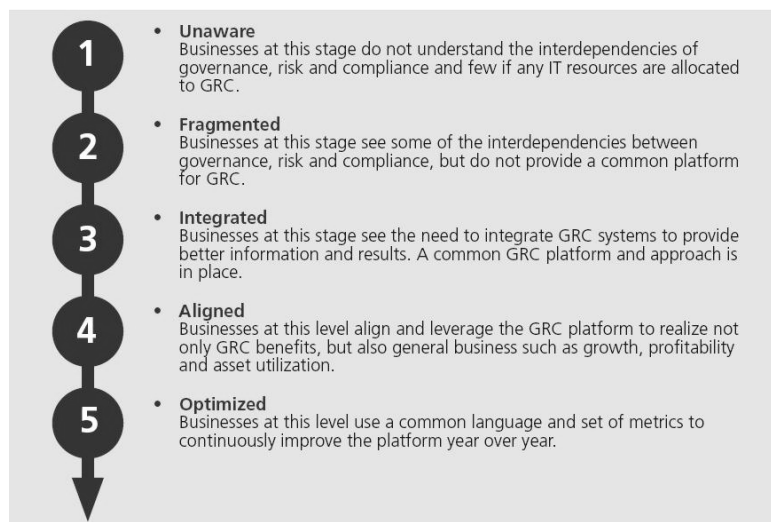 1
• Unaware
Businesses at this stage do not understand the interdependencies of
governance, risk and compliance and few if any IT resources are allocated
to GRC.
2
• Fragmented
Businesses at this stage see some of the interdependencies between
governance, risk and compliance, but do not provide a common platform
for GRC.
3
• Integrated
Businesses at this stage see the need to integrate GRC systems to provide
better information and results. A common GRC platform and approach is
in place.
4
• Aligned
Businesses at this level align and leverage the GRC platform to realize not
only GRC benefits, but also general business such as growth, profitability
and asset utilization.
5
• Optimized
Businesses at this level use a common language and set of metrics to
continuously improve the platform year over year.